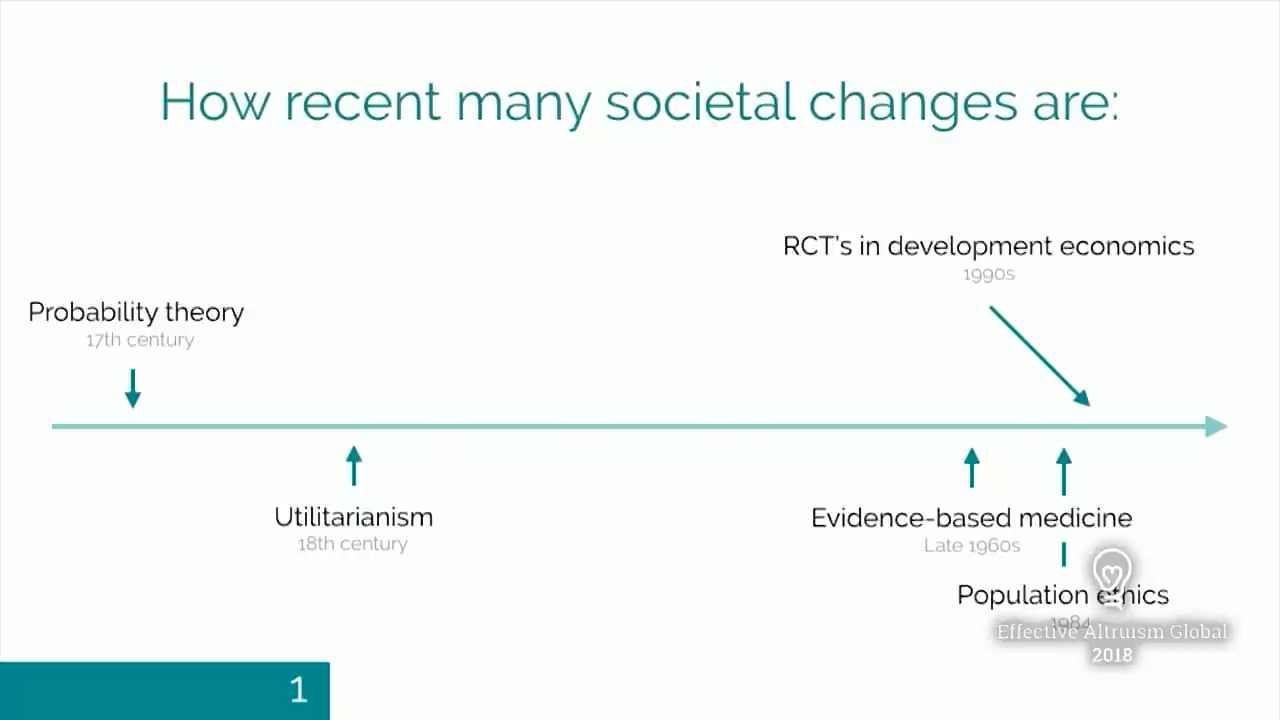 How recent many societal changes are:
RCT's in development economics
1990s
Probability theory
17th century
Utilitarianism
18th century
Evidence-based medicine
Late 1960s
Population ethics
1984
Effective Altruism Global
2018
1